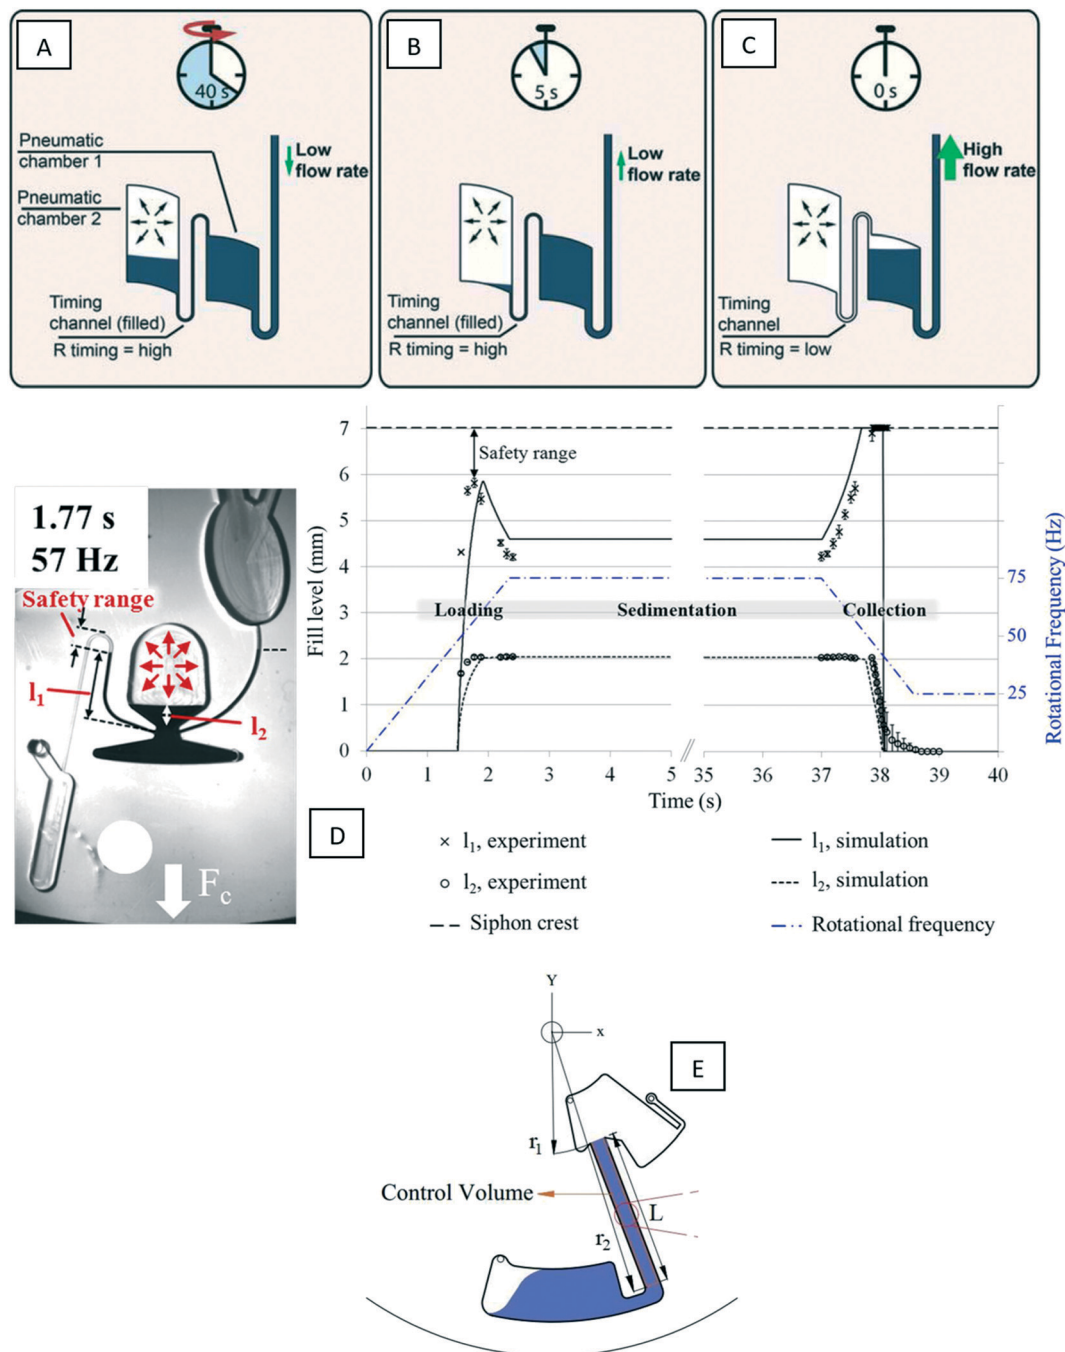 A
40 s
Pneumatic
chamber 1
Pneumatic
chamber 2
Low
flow rate
Timing
channel (filled)
R timing = high
B
5 s
Low
flow rate
Timing
channel (filled)
R timing = high
C
0 s
High
flow rate
Timing
channel
R timing = low
1.77 s
57 Hz
Safety range
l1
l2
Fc
Fill level (mm)
7
6
5
4
3
2
1
0
Safety range
Loading
Sedimentation
Collection
75
50
25
Rotational Frequency (Hz)
0 1 2 3 4 5 35 36 37 38 39 40
Time (s)
D
l1, experiment
l1, simulation
l2, experiment
l2, simulation
Siphon crest
Rotational frequency
Y
x
E
r1
Control Volume
L
r2